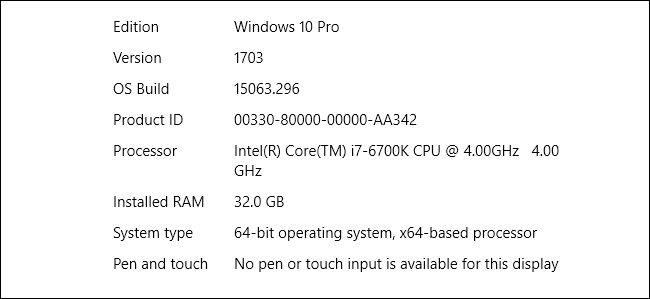 Edition Windows 10 Pro
Version 1703
OS Build 15063.296
Product ID 00330-80000-00000-AA342
Processor Intel(R) Core(TM) i7-6700K CPU @ 4.00GHz 4.00
GHz
Installed RAM 32.0 GB
System type 64-bit operating system, x64-based processor
Pen and touch No pen or touch input is available for this display